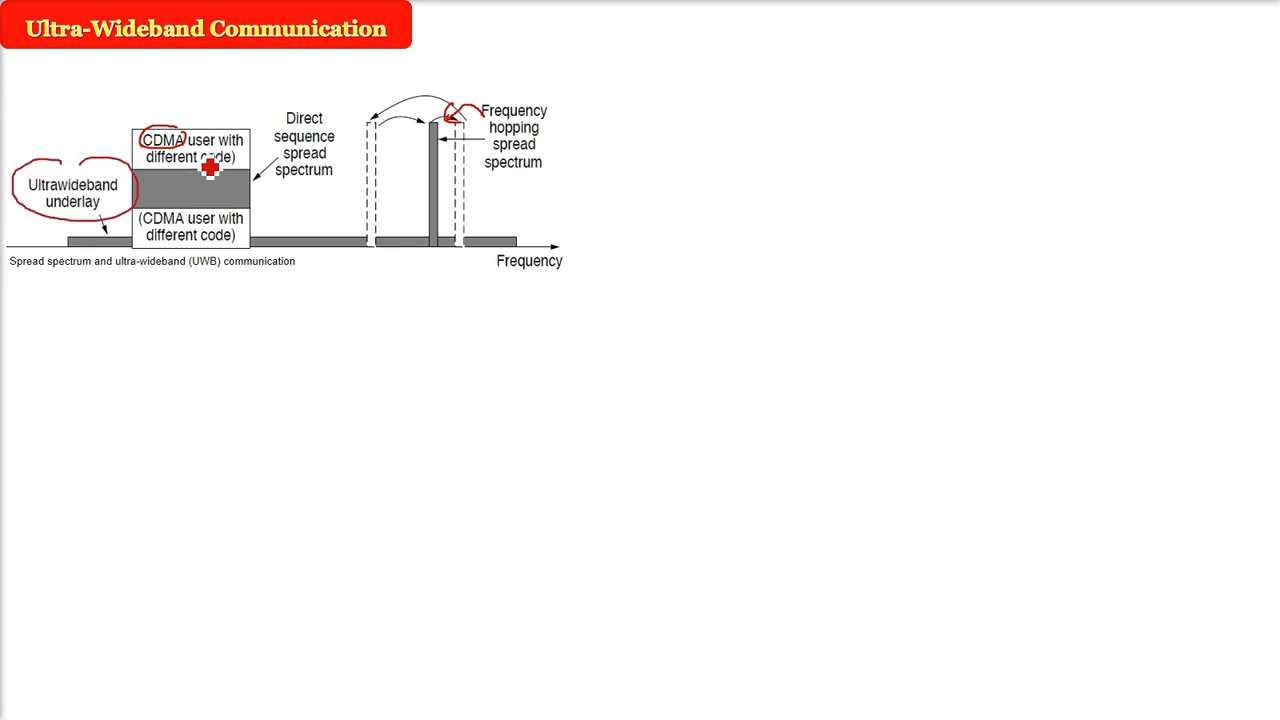 Ultra-Wideband Communication
CDMA user with
different code)
Direct
sequence
spread
spectrum
Frequency
hopping
spread
spectrum
Ultrawideband
underlay
(CDMA user with
different code)
Spread spectrum and ultra-wideband (UWB) communication
Frequency